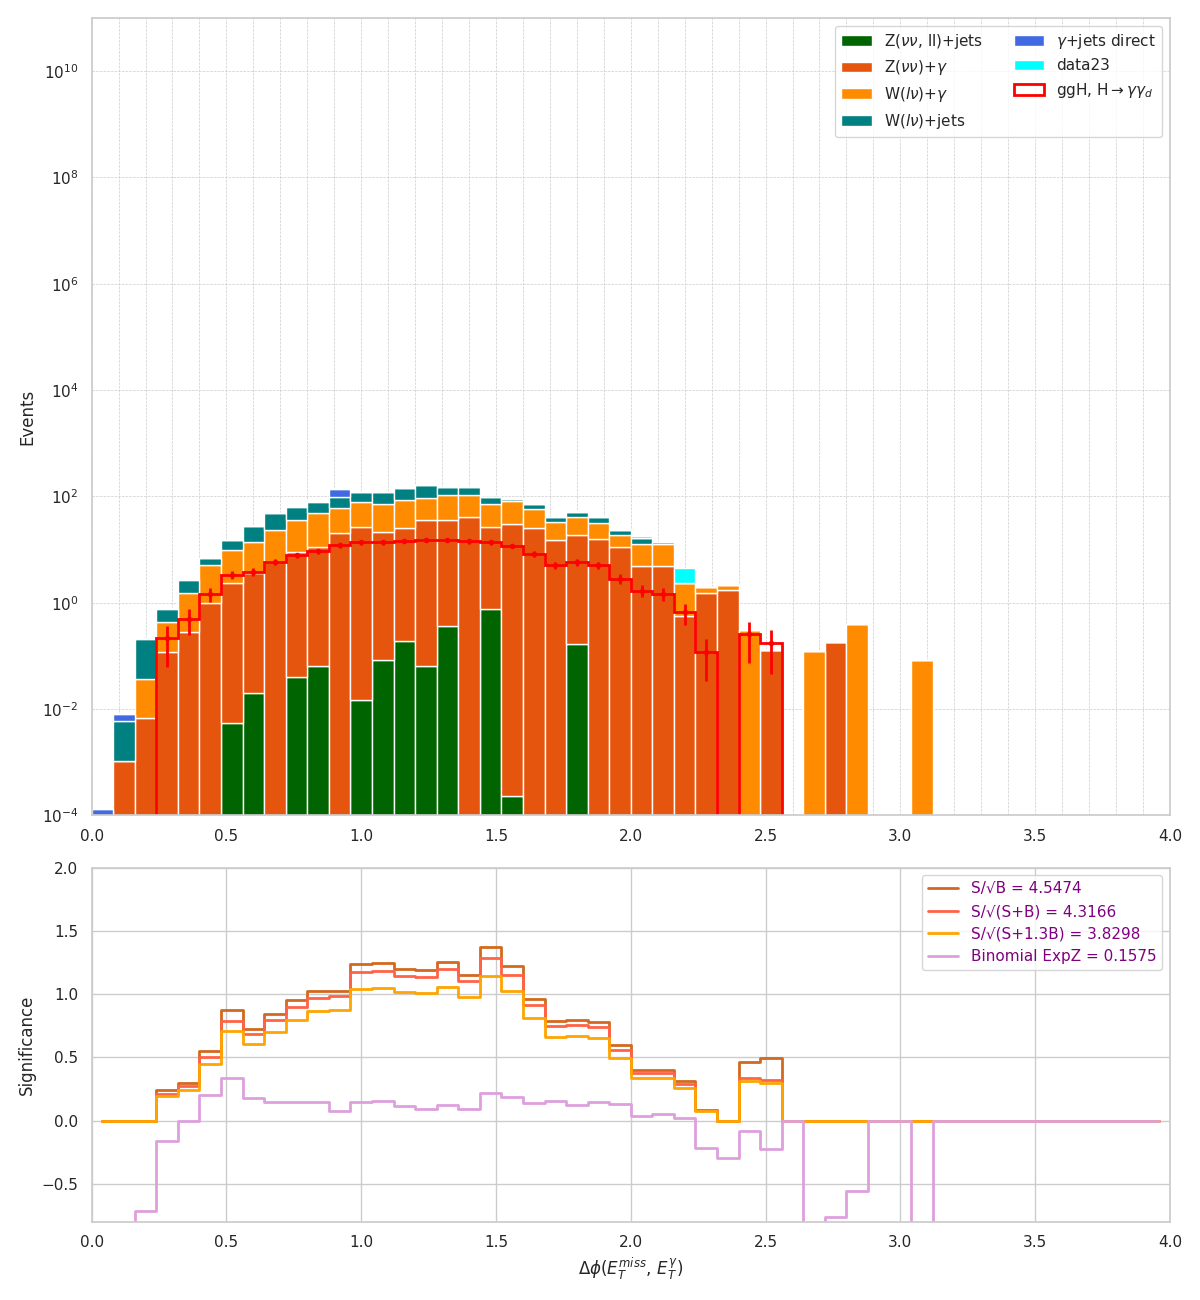 Z(νν, ll)+jets
Z(νν)+γ
W(lν)+γ
W(lν)+jets
γ+jets direct
data23
ggH, H→γγ_d
10^10
10^8
10^6
10^4
10^2
10^0
10^−2
10^−4
Events
0.0 0.5 1.0 1.5 2.0 2.5 3.0 3.5 4.0
S/√B = 4.5474
S/√(S+B) = 4.3166
S/√(S+1.3B) = 3.8298
Binomial ExpZ = 0.1575
2.0
1.5
1.0
0.5
0.0
−0.5
Significance
0.0 0.5 1.0 1.5 2.0 2.5 3.0 3.5 4.0
Δϕ(E_T^miss, E_T^γ)